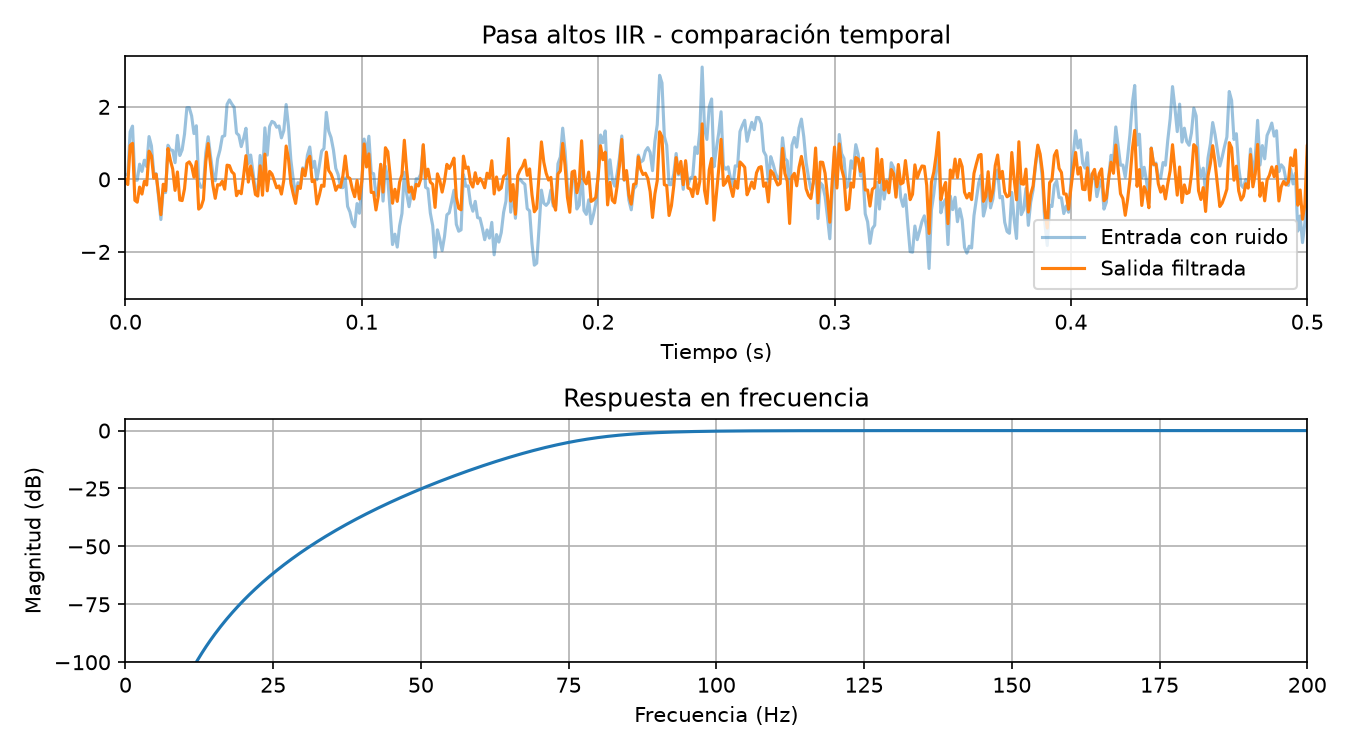 Pasa altos IIR - comparación temporal
2
0
−2
Entrada con ruido
Salida filtrada
0.0 0.1 0.2 0.3 0.4 0.5
Tiempo (s)
Respuesta en frecuencia
Magnitud (dB)
0
−25
−50
−75
−100
0 25 50 75 100 125 150 175 200
Frecuencia (Hz)